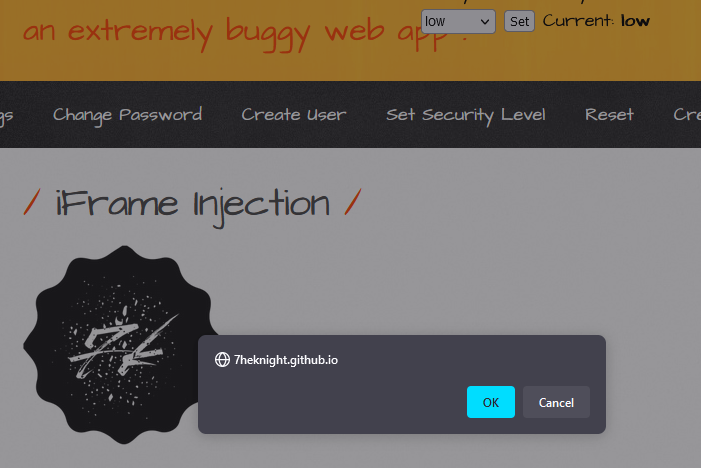 low Set Current: low
an extremely buggy web app !
gs Change Password Create User Set Security Level Reset Cre
/ iFrame Injection /
7heknight.github.io
OK Cancel